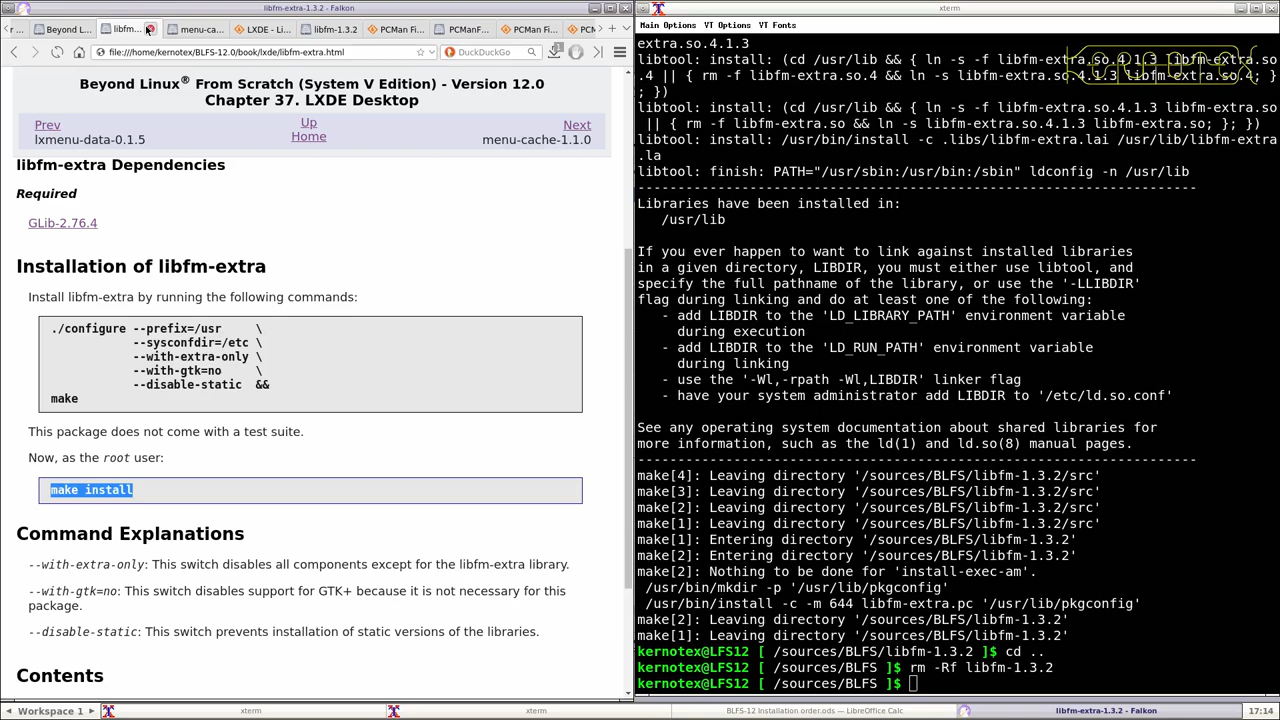 libfm-extra-1.3.2 - Falkon
r ...
Beyond L...
libfm...
menu-ca...
LXDE - Li...
libfm-1.3.2
PCMan Fi...
PCManF...
PCMan Fi...
PCN
file:///home/kernotex/BLFS-12.0/book/lxde/libfm-extra.html
DuckDuckGo
Beyond Linux® From Scratch (System V Edition) - Version 12.0
Chapter 37. LXDE Desktop
Prev
lxmenu-data-0.1.5
Up
Home
Next
menu-cache-1.1.0
libfm-extra Dependencies
Required
GLib-2.76.4
Installation of libfm-extra
Install libfm-extra by running the following commands:
./configure --prefix=/usr     \
            --sysconfdir=/etc \
            --with-extra-only \
            --with-gtk=no     \
            --disable-static  &&
make
This package does not come with a test suite.
Now, as the root user:
make install
Command Explanations
--with-extra-only: This switch disables all components except for the libfm-extra library.
--with-gtk=no: This switch disables support for GTK+ because it is not necessary for this
package.
--disable-static: This switch prevents installation of static versions of the libraries.
Contents
xterm
Main Options  VT Options  VT Fonts
extra.so.4.1.3
libtool: install: (cd /usr/lib && { ln -s -f libfm-extra.so.4.1.3 libfm-extra.so
.4 || { rm -f libfm-extra.so.4 && ln -s libfm-extra.so.4.1.3 libfm-extra.so.4; }
; })
libtool: install: (cd /usr/lib && { ln -s -f libfm-extra.so.4.1.3 libfm-extra.so
 || { rm -f libfm-extra.so && ln -s libfm-extra.so.4.1.3 libfm-extra.so; }; })
libtool: install: /usr/bin/install -c .libs/libfm-extra.lai /usr/lib/libfm-extra
.la
libtool: finish: PATH="/usr/sbin:/usr/bin:/sbin" ldconfig -n /usr/lib
----------------------------------------------------------------------
Libraries have been installed in:
   /usr/lib
If you ever happen to want to link against installed libraries
in a given directory, LIBDIR, you must either use libtool, and
specify the full pathname of the library, or use the '-LLIBDIR'
flag during linking and do at least one of the following:
   - add LIBDIR to the 'LD_LIBRARY_PATH' environment variable
     during execution
   - add LIBDIR to the 'LD_RUN_PATH' environment variable
     during linking
   - use the '-Wl,-rpath -Wl,LIBDIR' linker flag
   - have your system administrator add LIBDIR to '/etc/ld.so.conf'
See any operating system documentation about shared libraries for
more information, such as the ld(1) and ld.so(8) manual pages.
----------------------------------------------------------------------
make[4]: Leaving directory '/sources/BLFS/libfm-1.3.2/src'
make[3]: Leaving directory '/sources/BLFS/libfm-1.3.2/src'
make[2]: Leaving directory '/sources/BLFS/libfm-1.3.2/src'
make[1]: Leaving directory '/sources/BLFS/libfm-1.3.2/src'
make[1]: Entering directory '/sources/BLFS/libfm-1.3.2'
make[2]: Entering directory '/sources/BLFS/libfm-1.3.2'
make[2]: Nothing to be done for 'install-exec-am'.
 /usr/bin/mkdir -p '/usr/lib/pkgconfig'
 /usr/bin/install -c -m 644 libfm-extra.pc '/usr/lib/pkgconfig'
make[2]: Leaving directory '/sources/BLFS/libfm-1.3.2'
make[1]: Leaving directory '/sources/BLFS/libfm-1.3.2'
kernotex@LFS12 [ /sources/BLFS/libfm-1.3.2 ]$ cd ..
kernotex@LFS12 [ /sources/BLFS ]$ rm -Rf libfm-1.3.2
kernotex@LFS12 [ /sources/BLFS ]$
Workspace 1
xterm
xterm
BLFS-12 Installation order.ods — LibreOffice Calc
libfm-extra-1.3.2 - Falkon
17:14